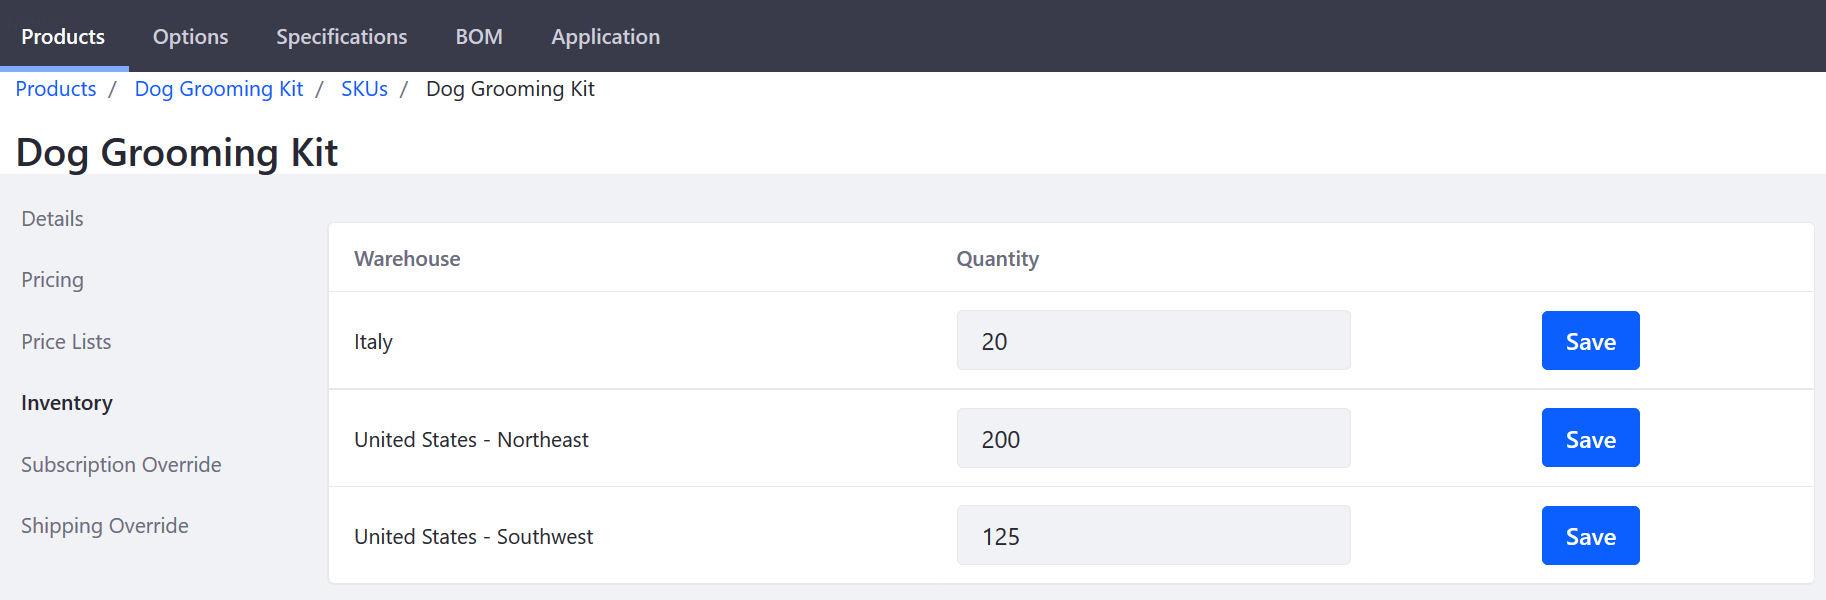 Products Options Specifications BOM Application
Products / Dog Grooming Kit / SKUs / Dog Grooming Kit
Dog Grooming Kit
Details
Pricing
Price Lists
Inventory
Subscription Override
Shipping Override
Warehouse Quantity
Italy 20 Save
United States - Northeast 200 Save
United States - Southwest 125 Save